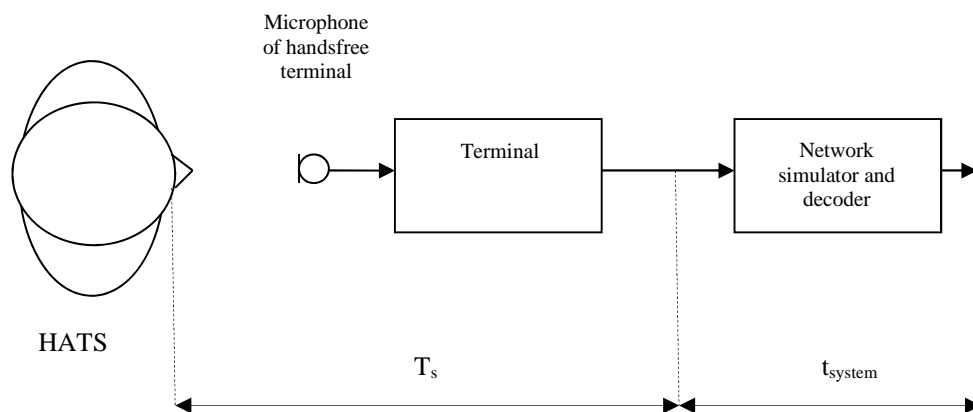 Microphone
of handsfree
terminal
Terminal
Network
simulator and
decoder
HATS
Ts
tsystem